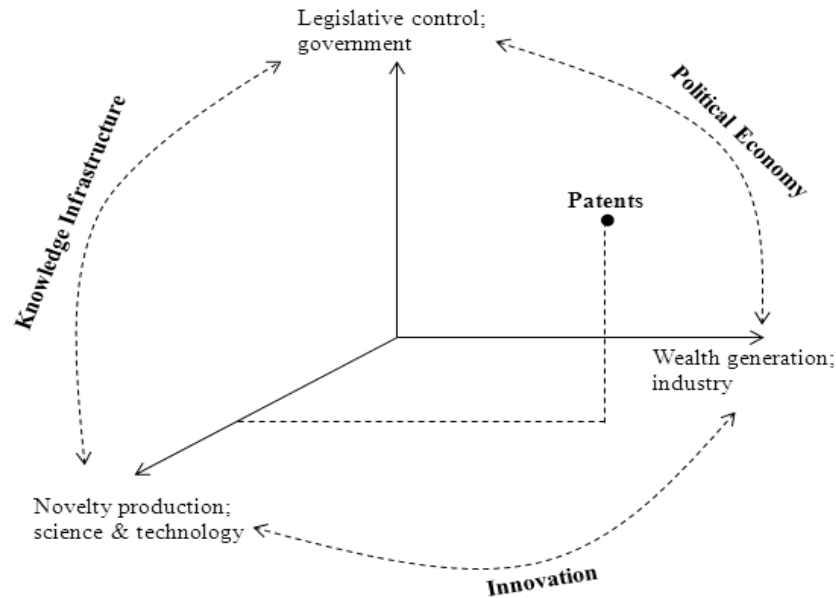 Legislative control;
government
Knowledge Infrastructure
Political Economy
Patents
Wealth generation;
industry
Novelty production;
science & technology
Innovation